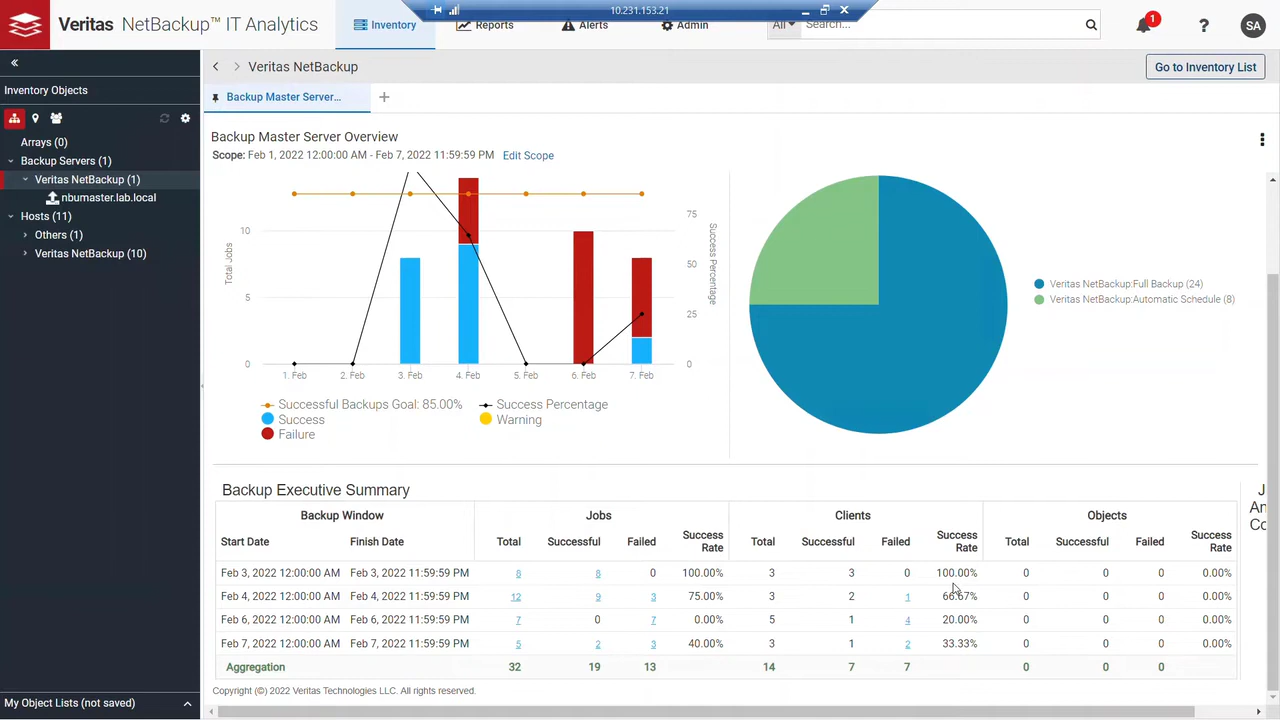 10.231.153.21
Veritas NetBackup™ IT Analytics
Inventory
Reports
Alerts
Admin
All
Search...
1
?
SA
Inventory Objects
Arrays (0)
Backup Servers (1)
Veritas NetBackup (1)
nbumaster.lab.local
Hosts (11)
Others (1)
Veritas NetBackup (10)
My Object Lists (not saved)
Veritas NetBackup
Go to Inventory List
Backup Master Server...
Backup Master Server Overview
Scope: Feb 1, 2022 12:00:00 AM - Feb 7, 2022 11:59:59 PM Edit Scope
Total Jobs
10
5
0
Success Percentage
75
50
25
0
1. Feb 2. Feb 3. Feb 4. Feb 5. Feb 6. Feb 7. Feb
Successful Backups Goal: 85.00% Success Percentage
Success Warning
Failure
Veritas NetBackup:Full Backup (24)
Veritas NetBackup:Automatic Schedule (8)
Backup Executive Summary
Backup Window Jobs Clients Objects
Start Date Finish Date Total Successful Failed Success Rate Total Successful Failed Success Rate Total Successful Failed Success Rate
Feb 3, 2022 12:00:00 AM Feb 3, 2022 11:59:59 PM 8 8 0 100.00% 3 3 0 100.00% 0 0 0 0.00%
Feb 4, 2022 12:00:00 AM Feb 4, 2022 11:59:59 PM 12 9 3 75.00% 3 2 1 66.67% 0 0 0 0.00%
Feb 6, 2022 12:00:00 AM Feb 6, 2022 11:59:59 PM 7 0 7 0.00% 5 1 4 20.00% 0 0 0 0.00%
Feb 7, 2022 12:00:00 AM Feb 7, 2022 11:59:59 PM 5 2 3 40.00% 3 1 2 33.33% 0 0 0 0.00%
Aggregation 32 19 13 14 7 7 0 0 0
Copyright (©) 2022 Veritas Technologies LLC. All rights reserved.